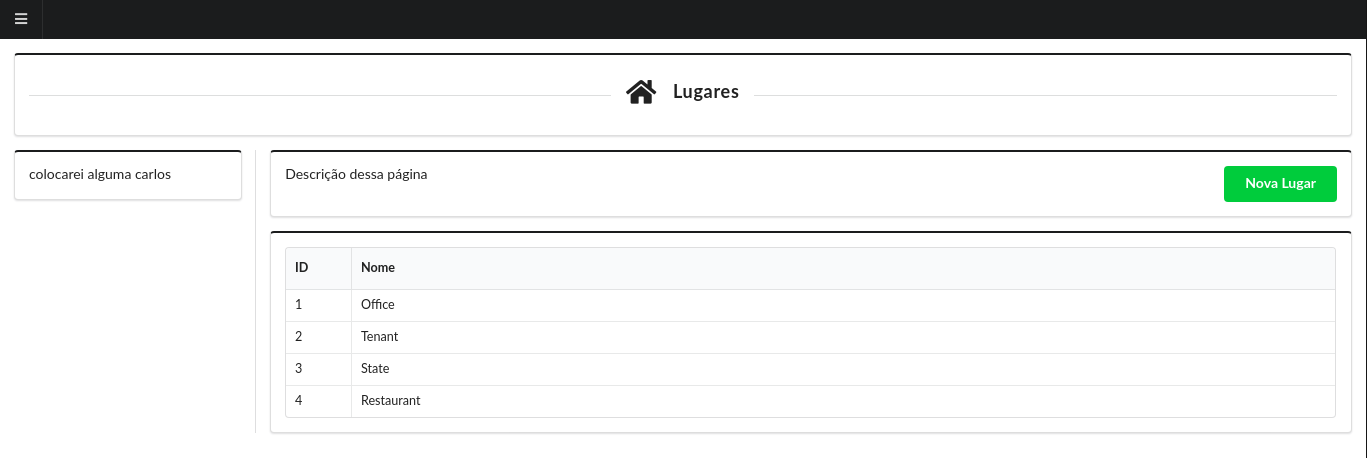 Lugares
colocarei alguma carlos
Descrição dessa página
Nova Lugar
ID Nome
1 Office
2 Tenant
3 State
4 Restaurant